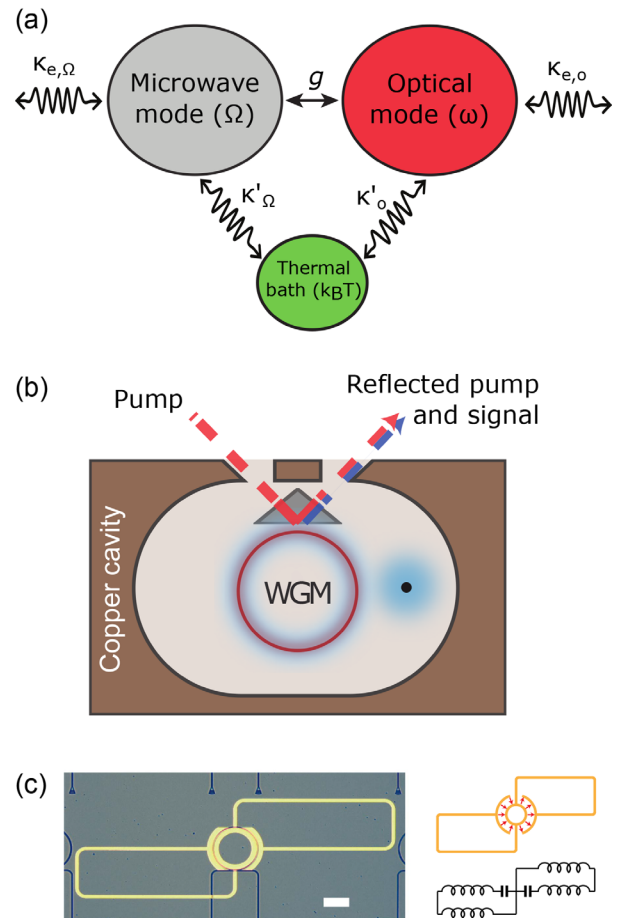 (a)
κe,Ω
Microwave
mode (Ω)
g
Optical
mode (ω)
κe,o
κ'Ω
κ'o
Thermal
bath (kBT)
(b)
Pump
Reflected pump
and signal
Copper cavity
WGM
(c)